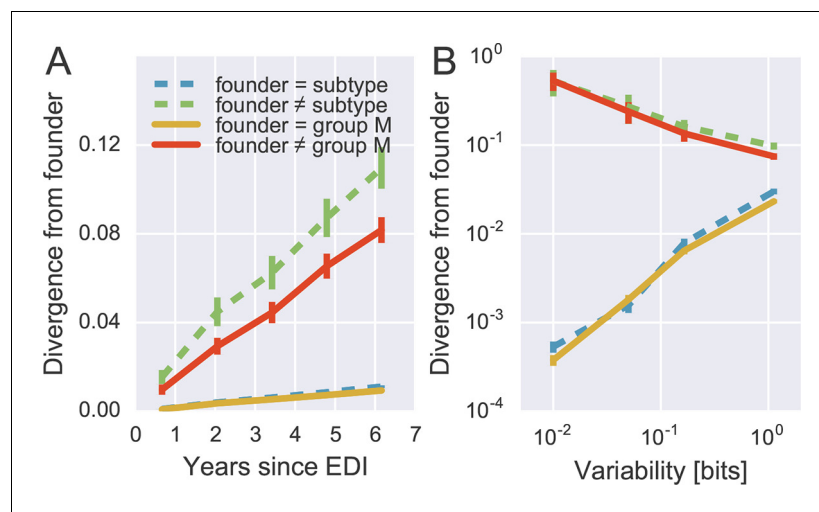 A
founder = subtype
founder ≠ subtype
founder = group M
founder ≠ group M
Divergence from founder
0.12
0.08
0.04
0.00
0 1 2 3 4 5 6 7
Years since EDI
B
Divergence from founder
10⁰
10⁻¹
10⁻²
10⁻³
10⁻⁴
10⁻² 10⁻¹ 10⁰
Variability [bits]